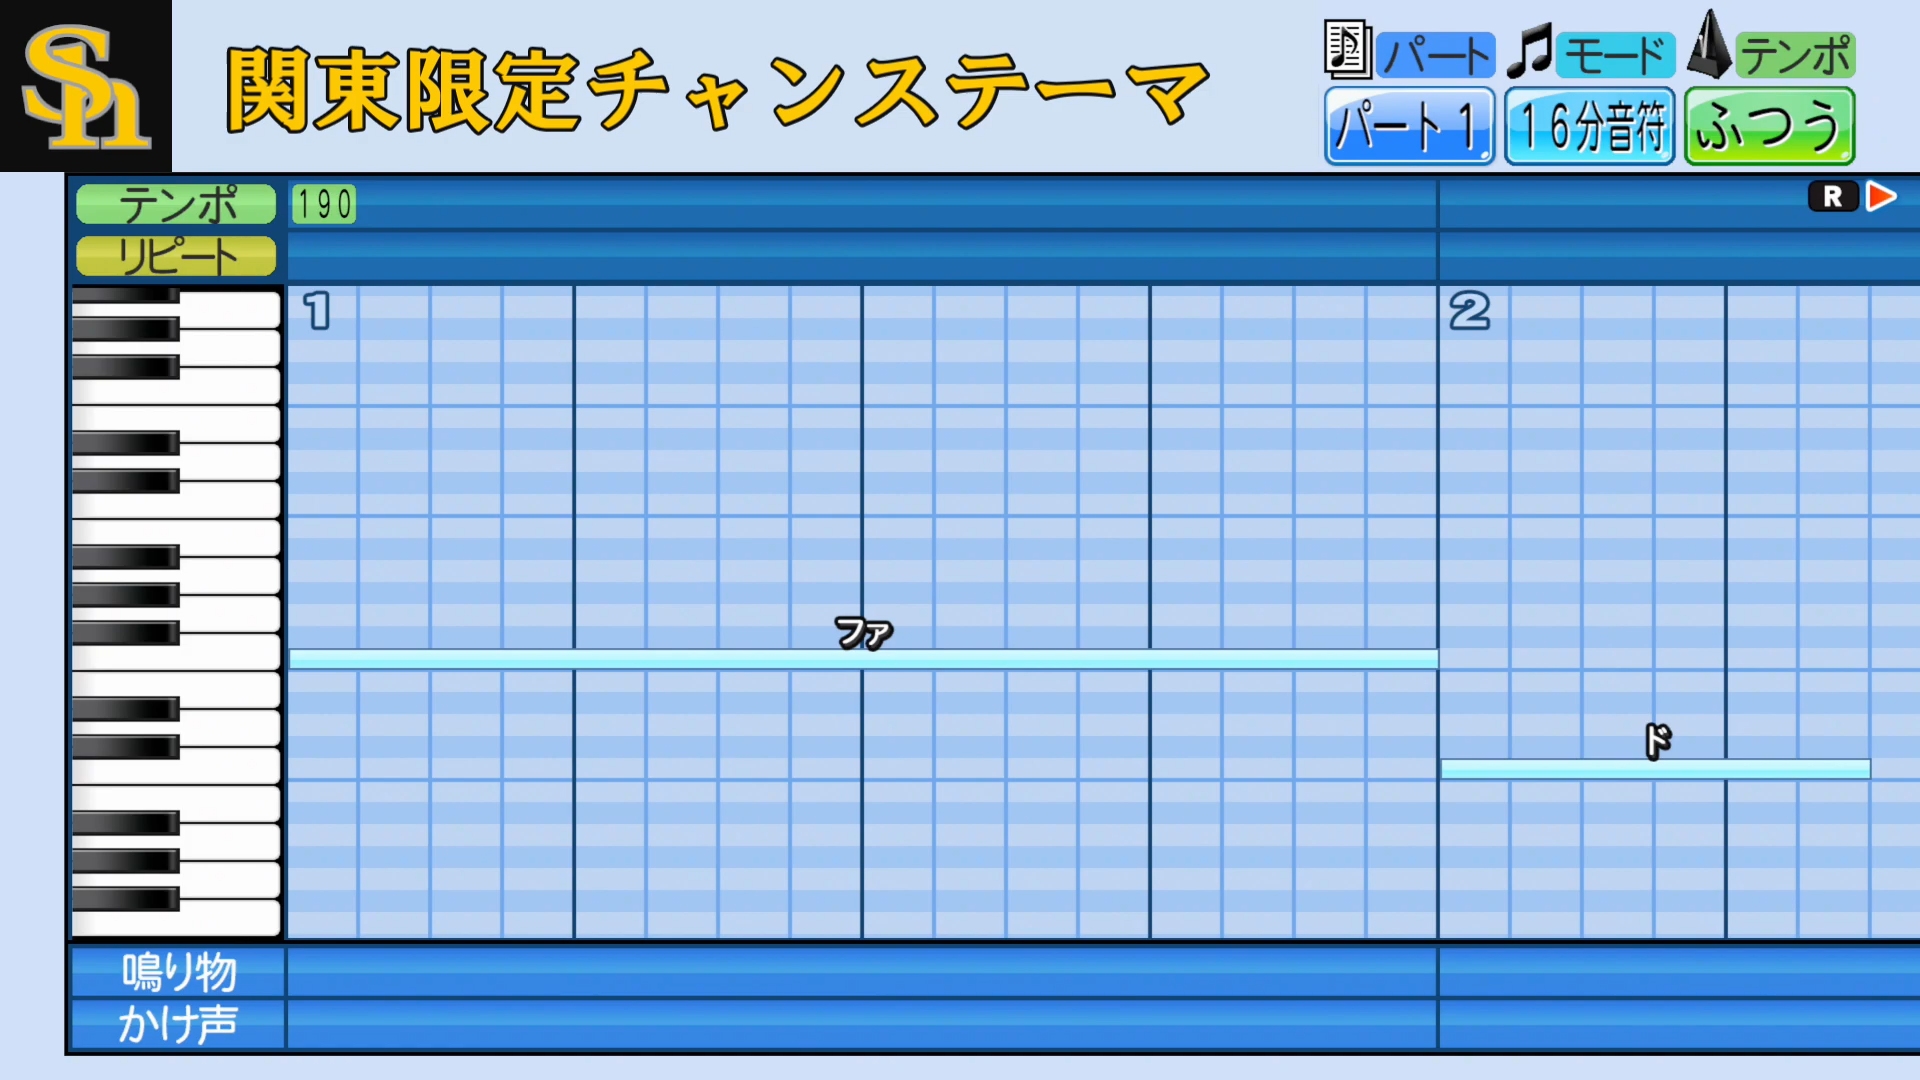 Sh
関東限定チャンステーマ
パート
モード
テンポ
パート1
16分音符
ふつう
テンポ
190
R
リピート
1
2
ファ
ド
鳴り物
かけ声